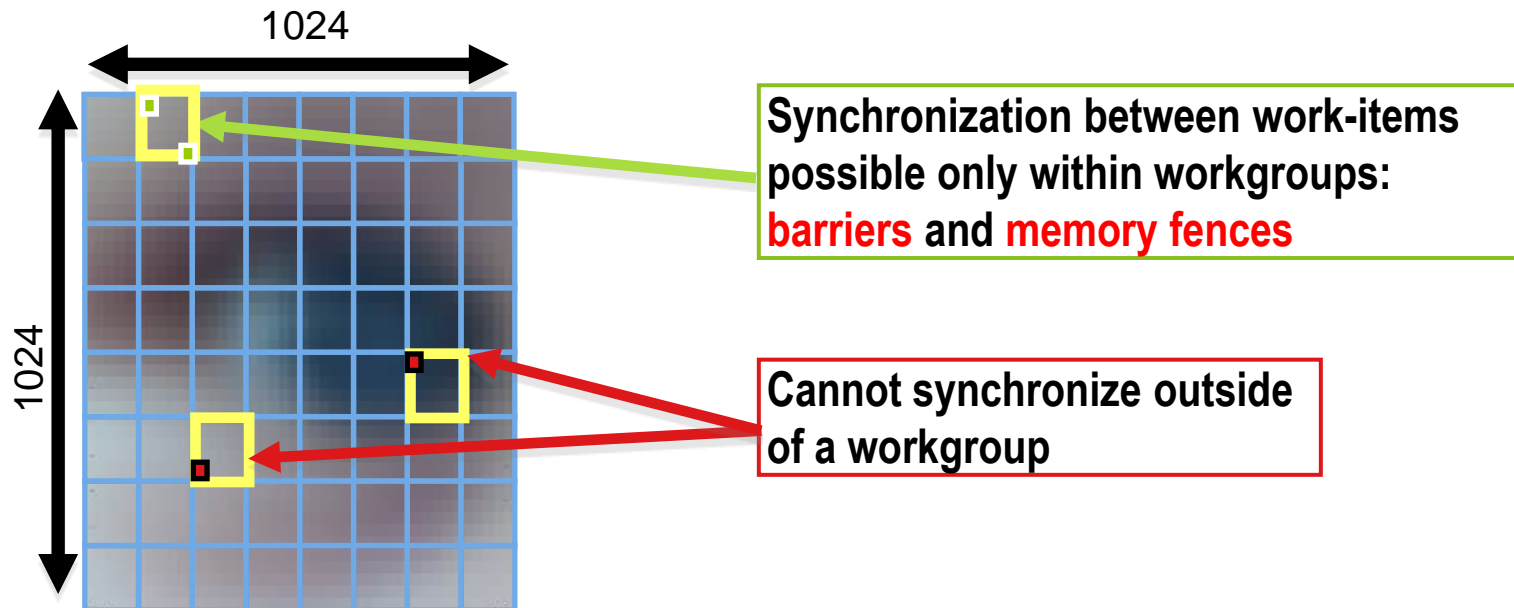 1024
1024
Synchronization between work-items
possible only within workgroups:
barriers and memory fences
Cannot synchronize outside
of a workgroup